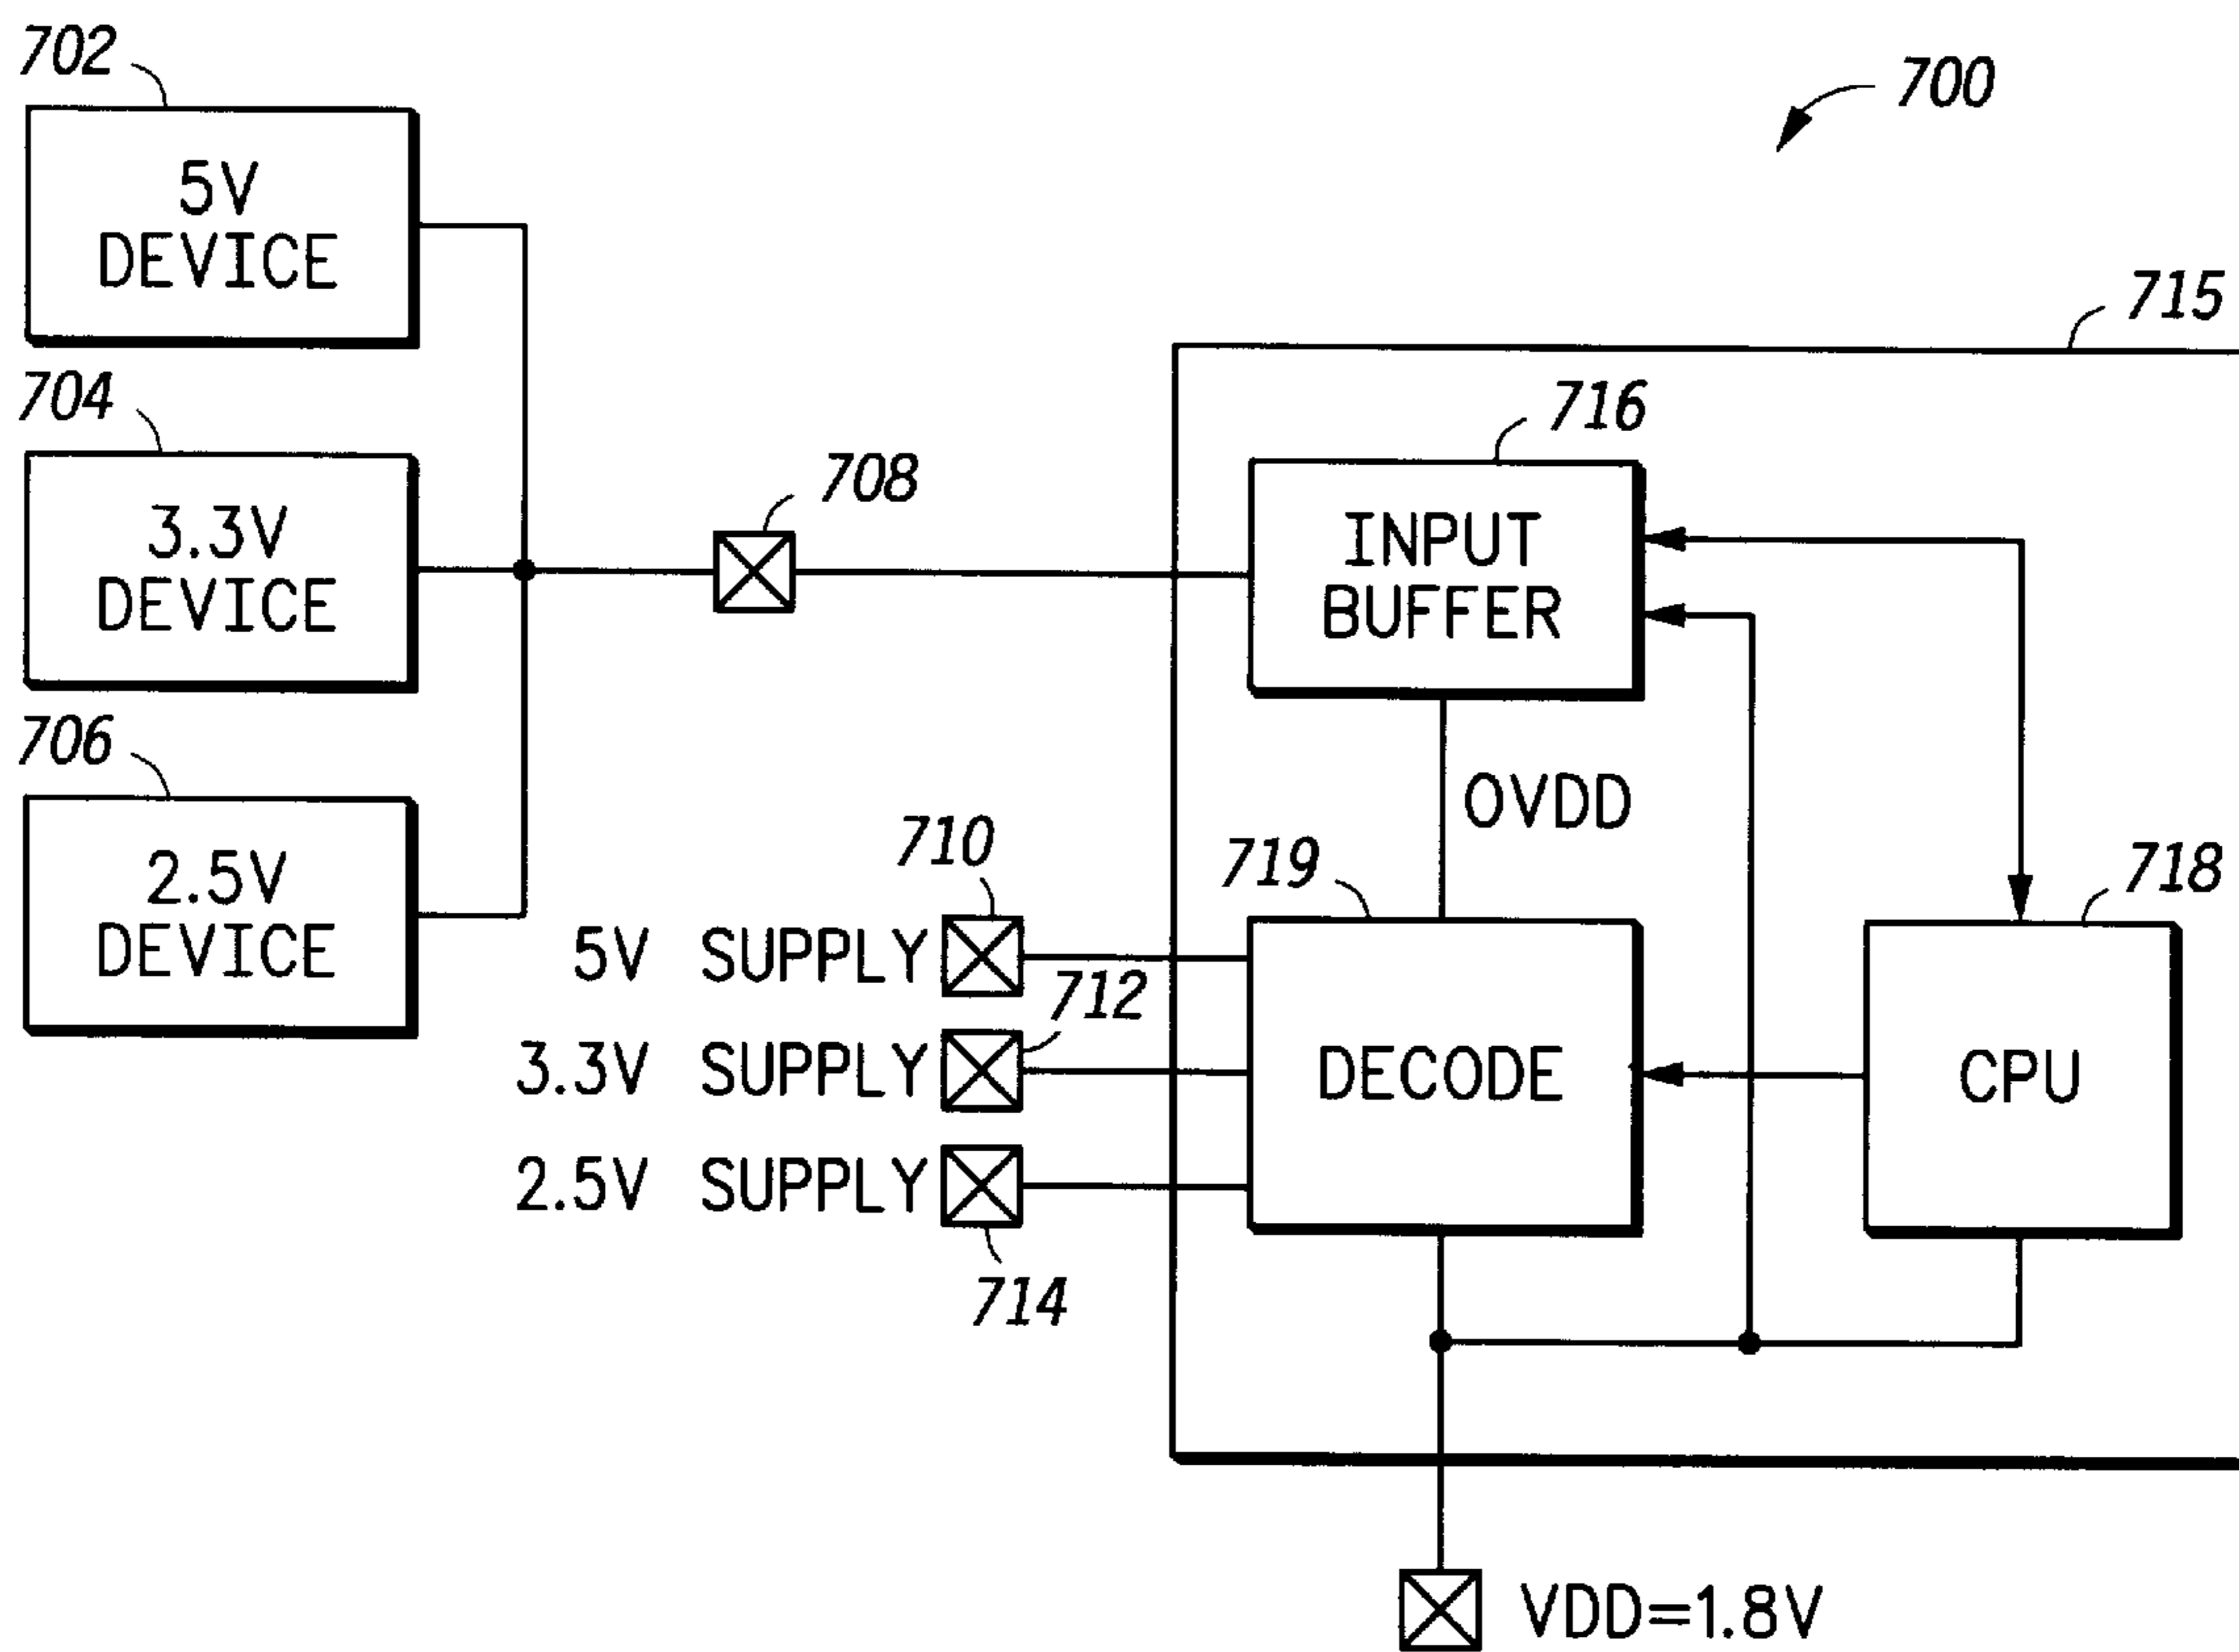 702
700
5V
DEVICE
715
704
716
708
3.3V
DEVICE
INPUT
BUFFER
706
OVDD
710
719
718
2.5V
DEVICE
5V SUPPLY
712
3.3V SUPPLY
DECODE
CPU
2.5V SUPPLY
714
VDD=1.8V